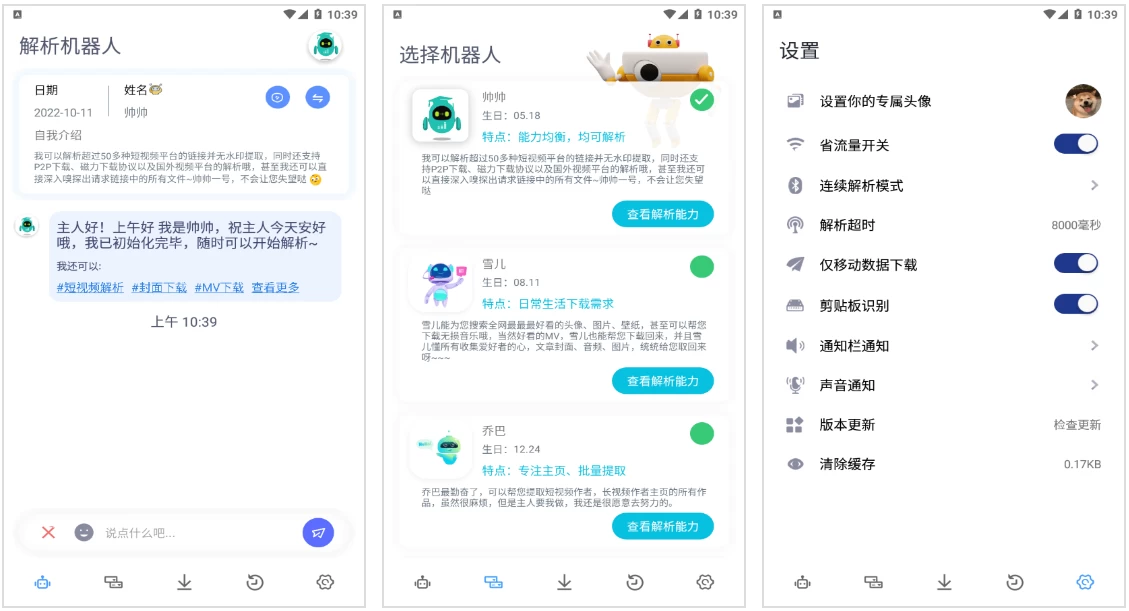 10:39
解析机器人
日期
姓名
2022-10-11
帅帅
自我介绍
我可以解析超过50多种短视频平台的链接并无水印提取，同时还支持
P2P下载、磁力下载协议以及国外视频平台的解析哦，甚至我还可以直
接深入嗅探出请求链接中的所有文件~帅帅一号，不会让您失望哒
主人好！上午好 我是帅帅，祝主人今天安好
哦，我已初始化完毕，随时可以开始解析~
我还可以:
#短视频解析 #封面下载 #MV下载 查看更多
上午 10:39
说点什么吧...
10:39
选择机器人
帅帅
生日：05.18
特点：能力均衡，均可解析
我可以解析超过50多种短视频平台的链接并无水印提取，同时还支
持P2P下载、磁力下载协议以及国外视频平台的解析哦，甚至我还可
以直接深入嗅探出请求链接中的所有文件~帅帅一号，不会让您失望
哒
查看解析能力
雪儿
生日：08.11
特点：日常生活下载需求
雪儿能为您搜索全网最最最好看的头像、图片、壁纸，甚至可以帮您
下载无损音乐哦，当然好看的MV，雪儿也能帮您下载回来，并且雪
儿懂所有收集爱好者的心，文章封面、音频、图片，统统给您取回来
呀~~~
查看解析能力
乔巴
生日：12.24
特点：专注主页、批量提取
乔巴最勤奋了，可以帮您提取短视频作者，长视频作者主页的所有作
品，虽然很麻烦，但是主人要我做，我还是很愿意去努力的。
查看解析能力
10:39
设置
设置你的专属头像
省流量开关
连续解析模式
解析超时
8000毫秒
仅移动数据下载
剪贴板识别
通知栏通知
声音通知
版本更新
检查更新
清除缓存
0.17KB